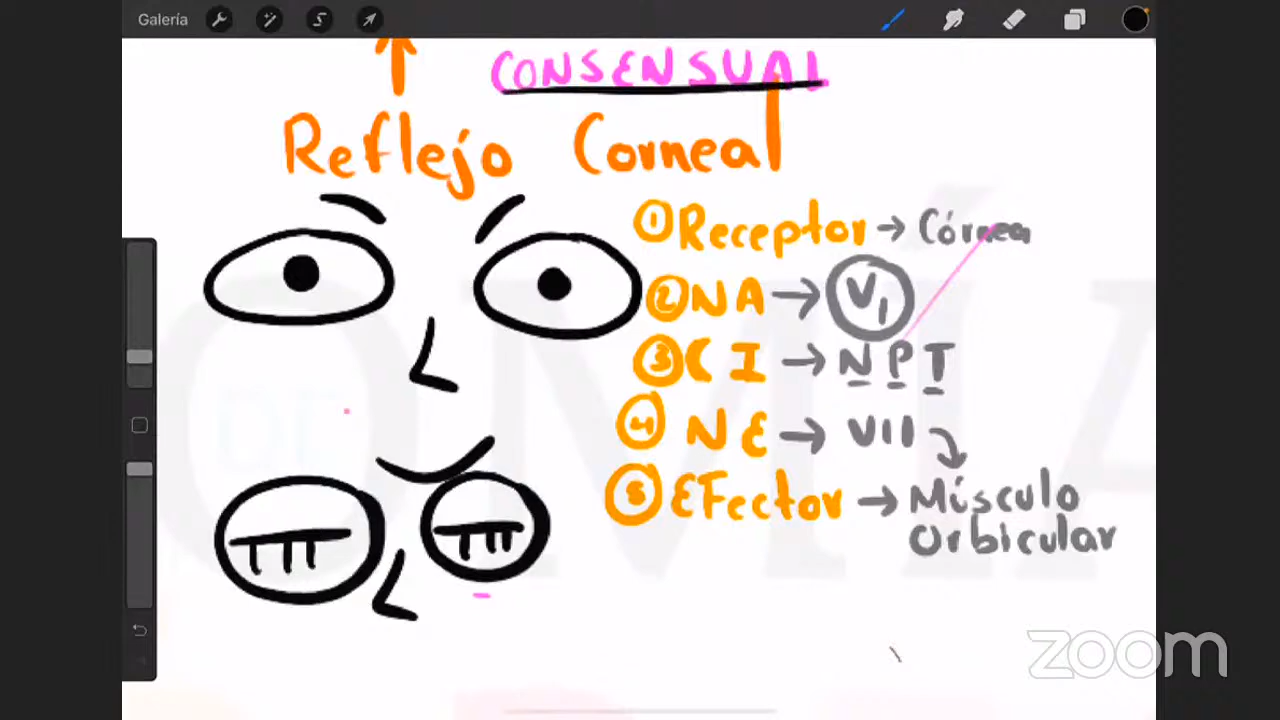 Galería
CONSENSUAL
Reflejo Corneal
① Receptor → Córnea
② NA → V1
③ CI → NPT
④ NE → VII
⑤ EFector → Músculo
Orbicular
OMÍA
zoom